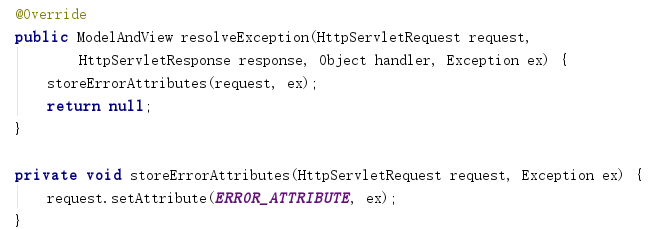 @Override
public ModelAndView resolveException(HttpServletRequest request,
        HttpServletResponse response, Object handler, Exception ex) {
    storeErrorAttributes(request, ex);
    return null;
}

private void storeErrorAttributes(HttpServletRequest request, Exception ex) {
    request.setAttribute(ERROR_ATTRIBUTE, ex);
}